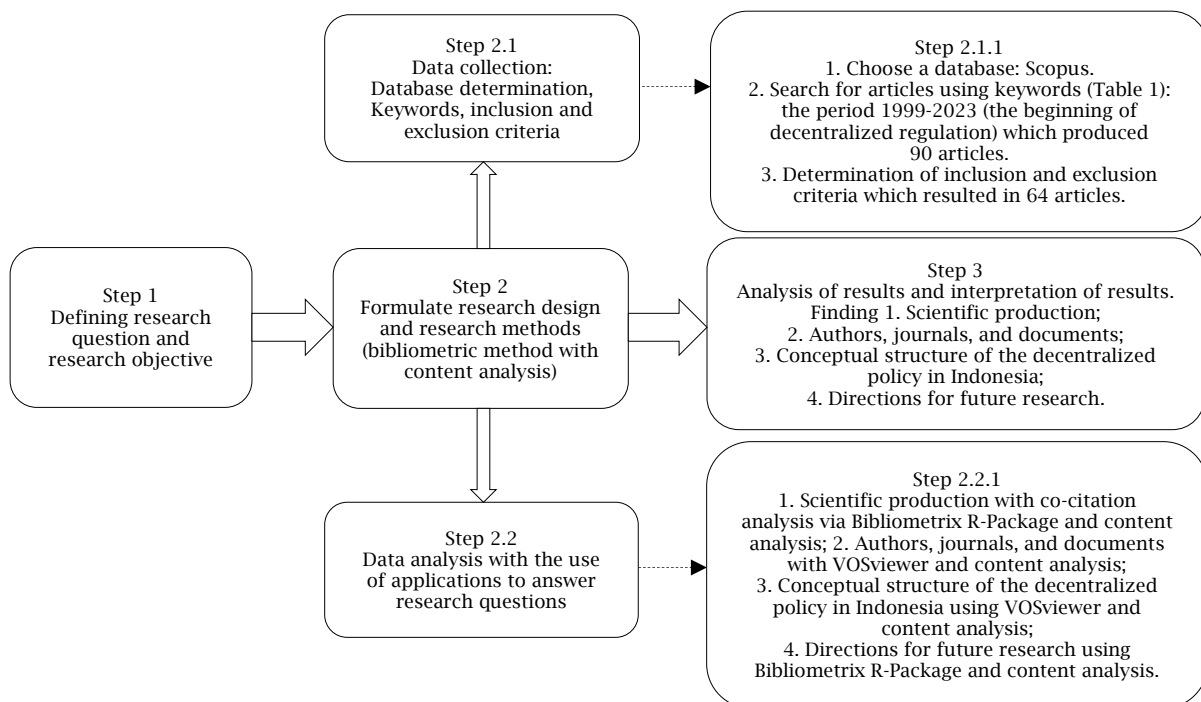 Step 2.1
Data collection:
Database determination,
Keywords, inclusion and
exclusion criteria
Step 2.1.1
1. Choose a database: Scopus.
2. Search for articles using keywords (Table 1):
the period 1999-2023 (the beginning of
decentralized regulation) which produced
90 articles.
3. Determination of inclusion and exclusion
criteria which resulted in 64 articles.
Step 1
Defining research
question and
research objective
Step 2
Formulate research design
and research methods
(bibliometric method with
content analysis)
Step 3
Analysis of results and interpretation of results.
Finding 1. Scientific production;
2. Authors, journals, and documents;
3. Conceptual structure of the decentralized
policy in Indonesia;
4. Directions for future research.
Step 2.2
Data analysis with the use
of applications to answer
research questions
Step 2.2.1
1. Scientific production with co-citation
analysis via Bibliometrix R-Package and content
analysis; 2. Authors, journals, and documents
with VOSviewer and content analysis;
3. Conceptual structure of the decentralized
policy in Indonesia using VOSviewer and
content analysis;
4. Directions for future research using
Bibliometrix R-Package and content analysis.